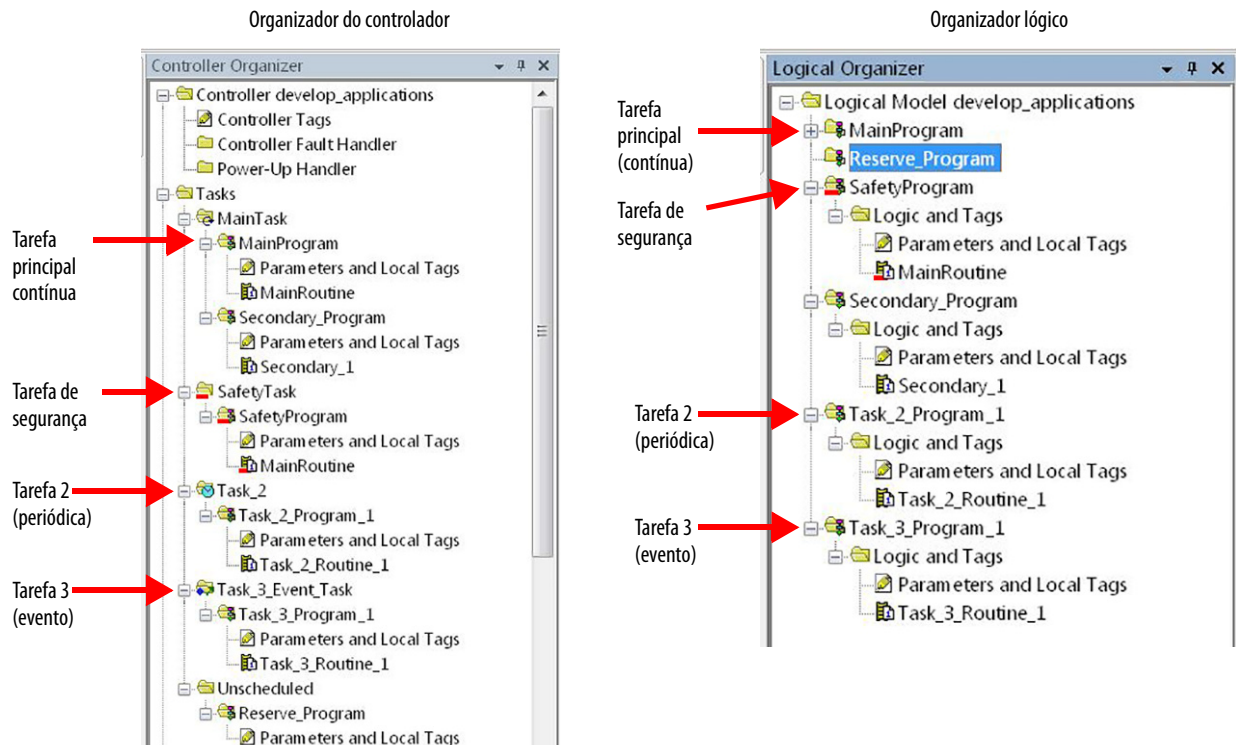 Organizador do controlador
Controller Organizer
Controller develop_applications
Controller Tags
Controller Fault Handler
Power-Up Handler
Tasks
MainTask
Tarefa
principal
contínua
MainProgram
Parameters and Local Tags
MainRoutine
Secondary_Program
Parameters and Local Tags
Secondary_1
Tarefa de
segurança
SafetyTask
SafetyProgram
Parameters and Local Tags
MainRoutine
Tarefa 2
(periódica)
Task_2
Task_2_Program_1
Parameters and Local Tags
Task_2_Routine_1
Tarefa 3
(evento)
Task_3_Event_Task
Task_3_Program_1
Parameters and Local Tags
Task_3_Routine_1
Unscheduled
Reserve_Program
Parameters and Local Tags
Organizador lógico
Logical Organizer
Logical Model develop_applications
Tarefa
principal
(contínua)
MainProgram
Reserve_Program
Tarefa de
segurança
SafetyProgram
Logic and Tags
Parameters and Local Tags
MainRoutine
Secondary_Program
Logic and Tags
Parameters and Local Tags
Secondary_1
Tarefa 2
(periódica)
Task_2_Program_1
Logic and Tags
Parameters and Local Tags
Task_2_Routine_1
Tarefa 3
(evento)
Task_3_Program_1
Logic and Tags
Parameters and Local Tags
Task_3_Routine_1